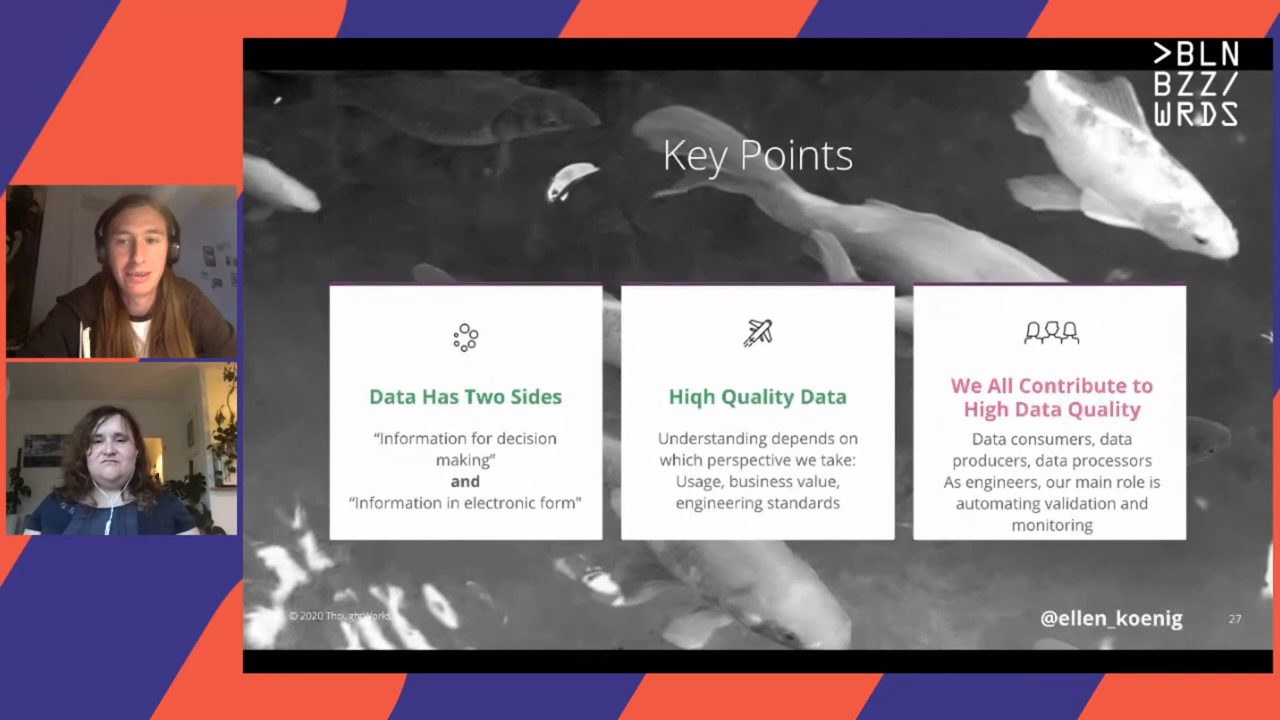 >BLN
BZZ/
WRDS
Key Points
Data Has Two Sides
“Information for decision
making”
and
“Information in electronic form"
High Quality Data
Understanding depends on
which perspective we take:
Usage, business value,
engineering standards
We All Contribute to
High Data Quality
Data consumers, data
producers, data processors
As engineers, our main role is
automating validation and
monitoring
© 2020 ThoughtWorks
@ellen_koenig
27